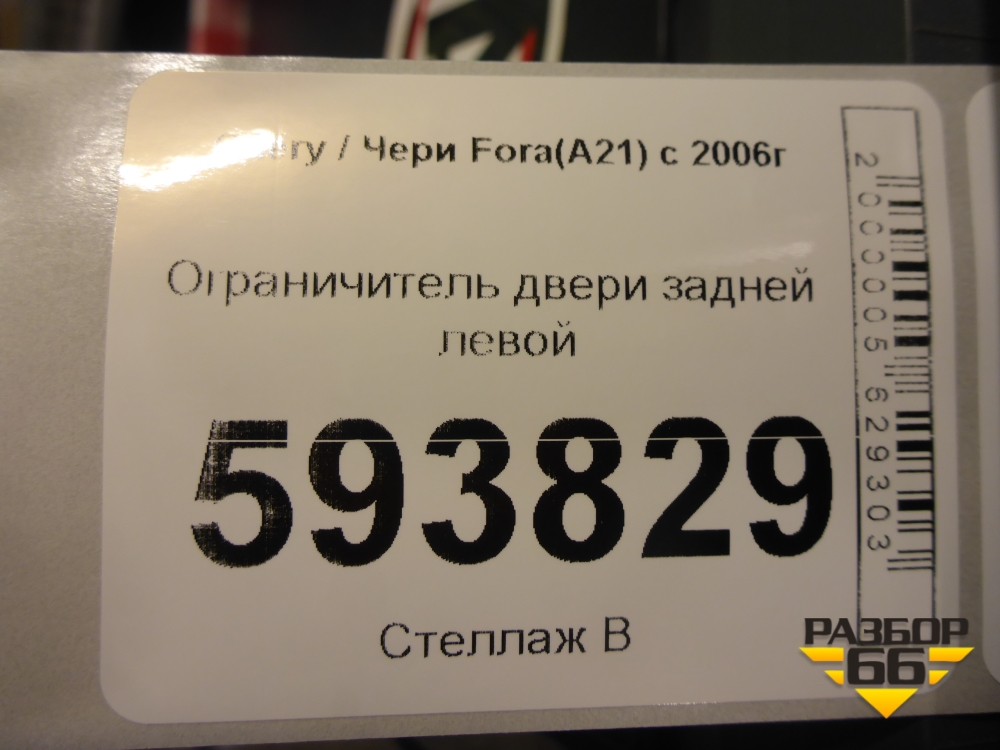 / Чери Fora(A21) с 2006г
Ограничитель двери задней
левой
593829
Стеллаж В
2000005629303
РАЗБОР
66